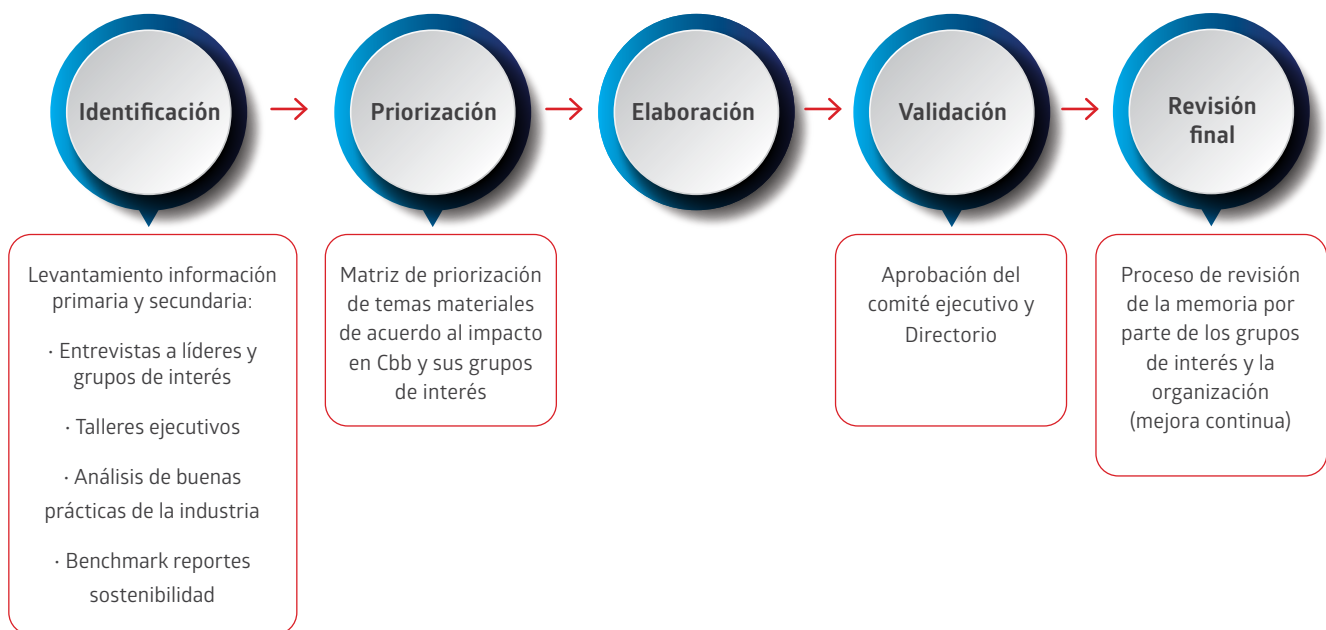 Identificación
Priorización
Elaboración
Validación
Revisión
final
Levantamiento información
primaria y secundaria:
· Entrevistas a líderes y
grupos de interés
· Talleres ejecutivos
· Análisis de buenas
prácticas de la industria
· Benchmark reportes
sostenibilidad
Matriz de priorización
de temas materiales
de acuerdo al impacto
en Cbb y sus grupos
de interés
Aprobación del
comité ejecutivo y
Directorio
Proceso de revisión
de la memoria por
parte de los grupos
de interés y la
organización
(mejora continua)